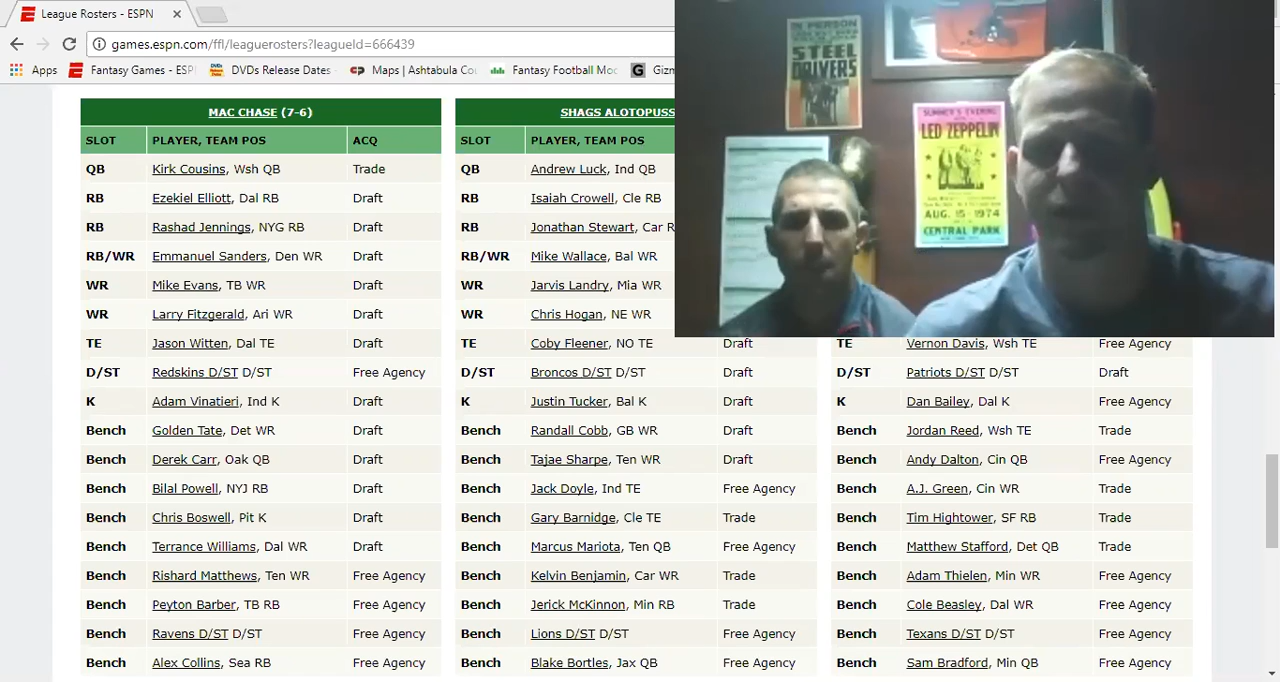 League Rosters - ESPN
games.espn.com/ffl/leaguerosters?leagueId=666439
Apps Fantasy Games - ESP DVDs Release Dates Maps | Ashtabula Co Fantasy Football Moc G Gizm
MAC CHASE (7-6) SHAGS ALOTOPUSS
SLOT PLAYER, TEAM POS ACQ SLOT PLAYER, TEAM POS
QB Kirk Cousins, Wsh QB Trade QB Andrew Luck, Ind QB
RB Ezekiel Elliott, Dal RB Draft RB Isaiah Crowell, Cle RB
RB Rashad Jennings, NYG RB Draft RB Jonathan Stewart, Car R
RB/WR Emmanuel Sanders, Den WR Draft RB/WR Mike Wallace, Bal WR
WR Mike Evans, TB WR Draft WR Jarvis Landry, Mia WR
WR Larry Fitzgerald, Ari WR Draft WR Chris Hogan, NE WR
TE Jason Witten, Dal TE Draft TE Coby Fleener, NO TE Draft TE Vernon Davis, Wsh TE Free Agency
D/ST Redskins D/ST D/ST Free Agency D/ST Broncos D/ST D/ST Draft D/ST Patriots D/ST D/ST Draft
K Adam Vinatieri, Ind K Draft K Justin Tucker, Bal K Draft K Dan Bailey, Dal K Free Agency
Bench Golden Tate, Det WR Draft Bench Randall Cobb, GB WR Draft Bench Jordan Reed, Wsh TE Trade
Bench Derek Carr, Oak QB Draft Bench Tajae Sharpe, Ten WR Draft Bench Andy Dalton, Cin QB Free Agency
Bench Bilal Powell, NYJ RB Draft Bench Jack Doyle, Ind TE Free Agency Bench A.J. Green, Cin WR Trade
Bench Chris Boswell, Pit K Draft Bench Gary Barnidge, Cle TE Trade Bench Tim Hightower, SF RB Trade
Bench Terrance Williams, Dal WR Draft Bench Marcus Mariota, Ten QB Free Agency Bench Matthew Stafford, Det QB Trade
Bench Rishard Matthews, Ten WR Free Agency Bench Kelvin Benjamin, Car WR Trade Bench Adam Thielen, Min WR Free Agency
Bench Peyton Barber, TB RB Free Agency Bench Jerick McKinnon, Min RB Trade Bench Cole Beasley, Dal WR Free Agency
Bench Ravens D/ST D/ST Free Agency Bench Lions D/ST D/ST Free Agency Bench Texans D/ST D/ST Free Agency
Bench Alex Collins, Sea RB Free Agency Bench Blake Bortles, Jax QB Free Agency Bench Sam Bradford, Min QB Free Agency
IN PERSON
STEEL
DRIVERS
SUMMER'S EVENING
LED ZEPPELIN
AUG. 15 1974
CENTRAL PARK